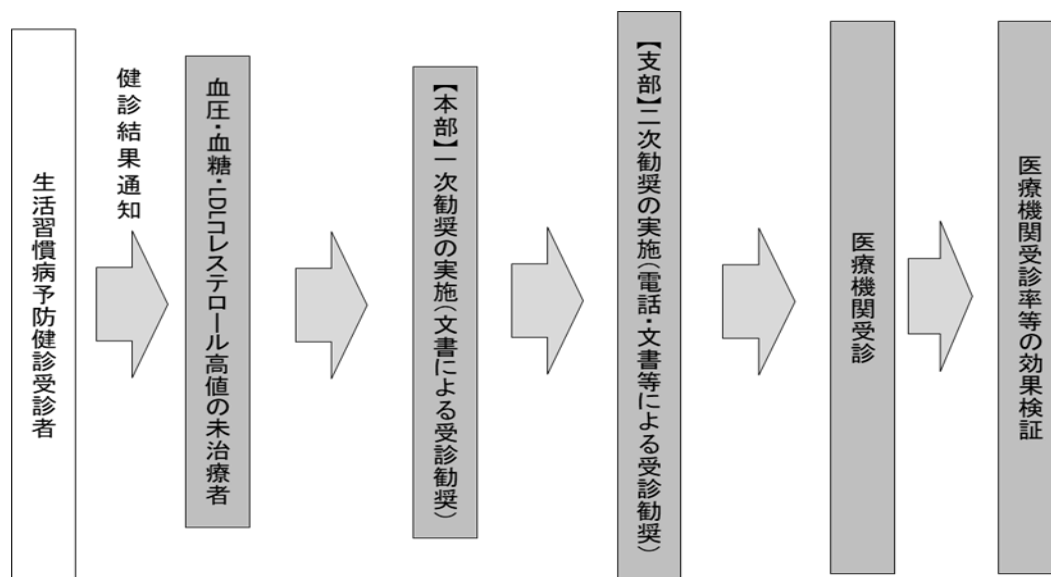 生活習慣病予防健診受診者
健診結果通知
血圧・血糖・LDLコレステロール高値の未治療者
【本部】一次勧奨の実施(文書による受診勧奨)
【支部】二次勧奨の実施(電話・文書等による受診勧奨)
医療機関受診
医療機関受診率等の効果検証